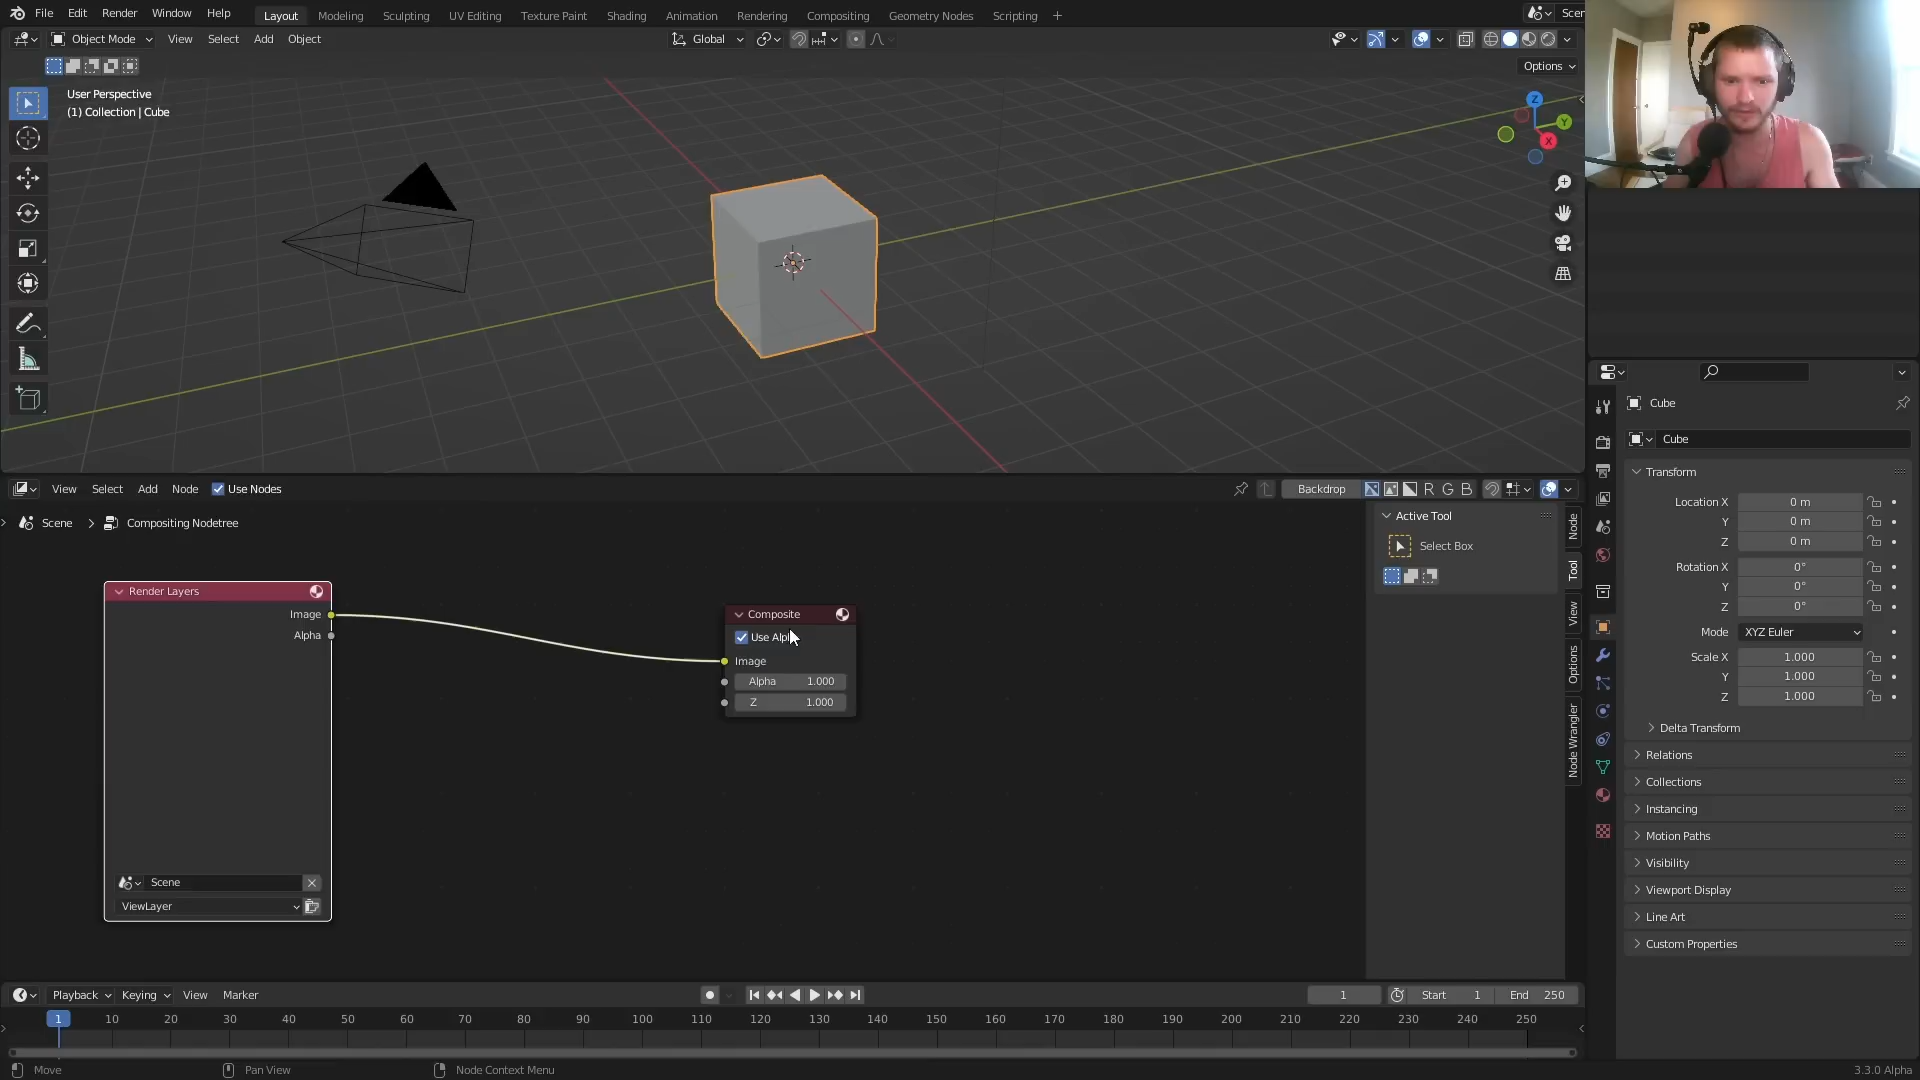 File Edit Render Window Help
Layout Modeling Sculpting UV Editing Texture Paint Shading Animation Rendering Compositing Geometry Nodes Scripting +
Object Mode View Select Add Object Global
Options
User Perspective
(1) Collection | Cube
Z
Y
X
View Select Add Node Use Nodes Backdrop R G B
Scene Compositing Nodetree
Render Layers
Image
Alpha
Scene
ViewLayer
Composite
Use Alp
Image
Alpha 1.000
Z 1.000
Active Tool
Select Box
Node
Tool
View
Options
Node Wrangler
Cube
Cube
Transform
Location X 0 m
Y 0 m
Z 0 m
Rotation X 0°
Y 0°
Z 0°
Mode XYZ Euler
Scale X 1.000
Y 1.000
Z 1.000
Delta Transform
Relations
Collections
Instancing
Motion Paths
Visibility
Viewport Display
Line Art
Custom Properties
Playback Keying View Marker 1 Start 1 End 250
1 10 20 30 40 50 60 70 80 90 100 110 120 130 140 150 160 170 180 190 200 210 220 230 240 250
Move Pan View Node Context Menu 3.3.0 Alpha